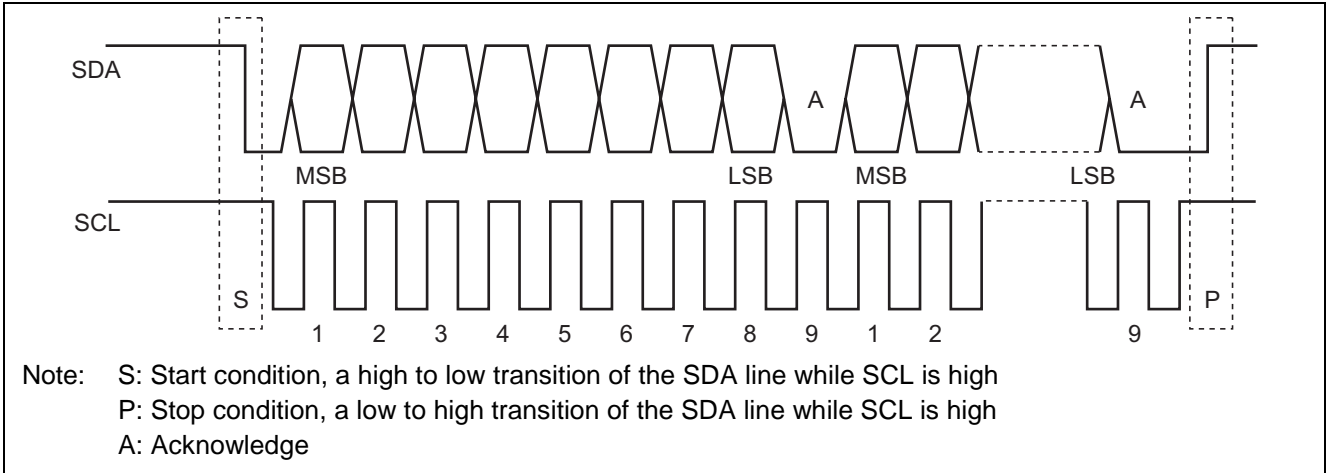 SDA
A
A
MSB
LSB
MSB
LSB
SCL
S
P
1 2 3 4 5 6 7 8 9 1 2 9
Note: S: Start condition, a high to low transition of the SDA line while SCL is high
P: Stop condition, a low to high transition of the SDA line while SCL is high
A: Acknowledge